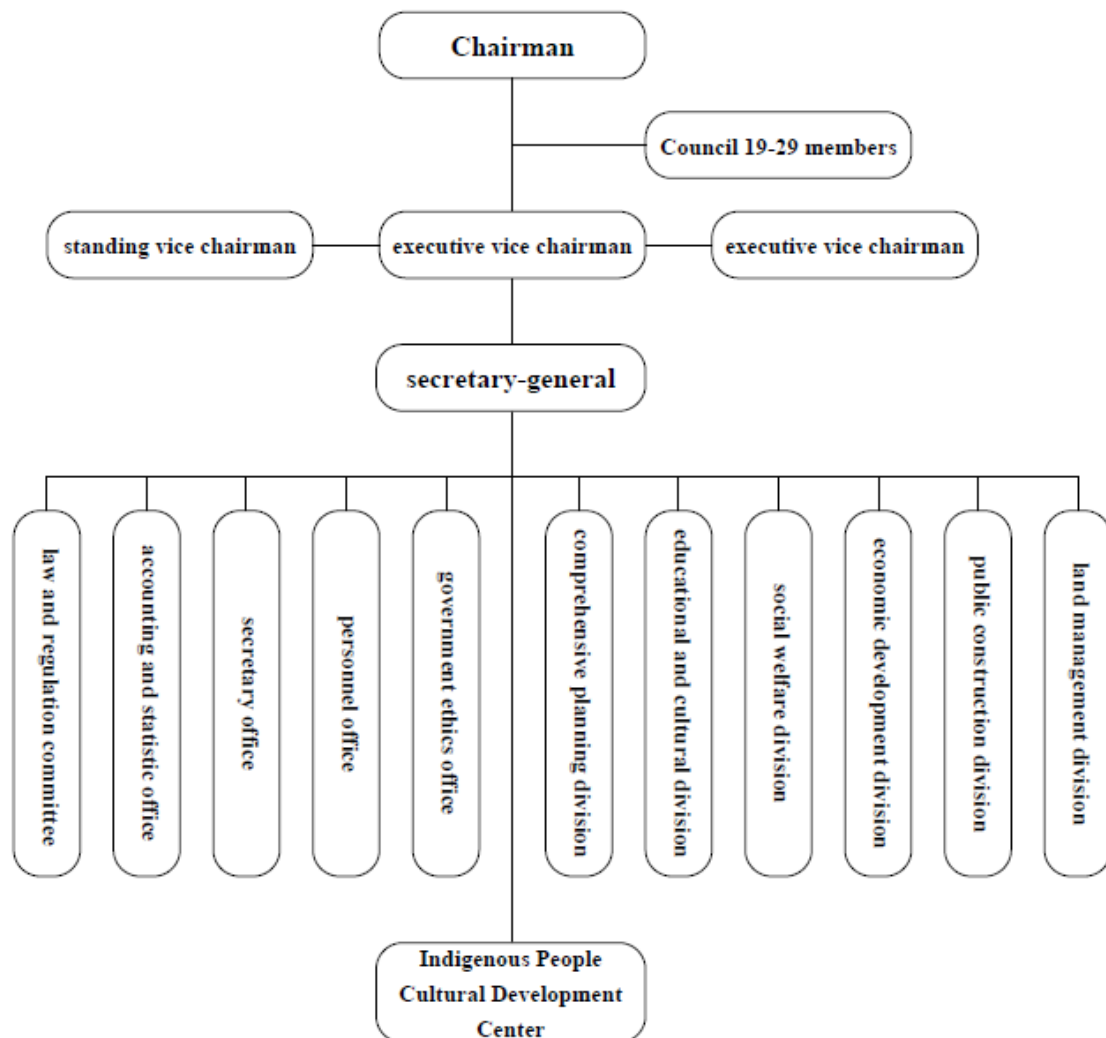 Chairman
Council 19-29 members
standing vice chairman
executive vice chairman
executive vice chairman
secretary-general
law and regulation committee
accounting and statistic office
secretary office
personnel office
government ethics office
comprehensive planning division
educational and cultural division
social welfare division
economic development division
public construction division
land management division
Indigenous People
Cultural Development
Center